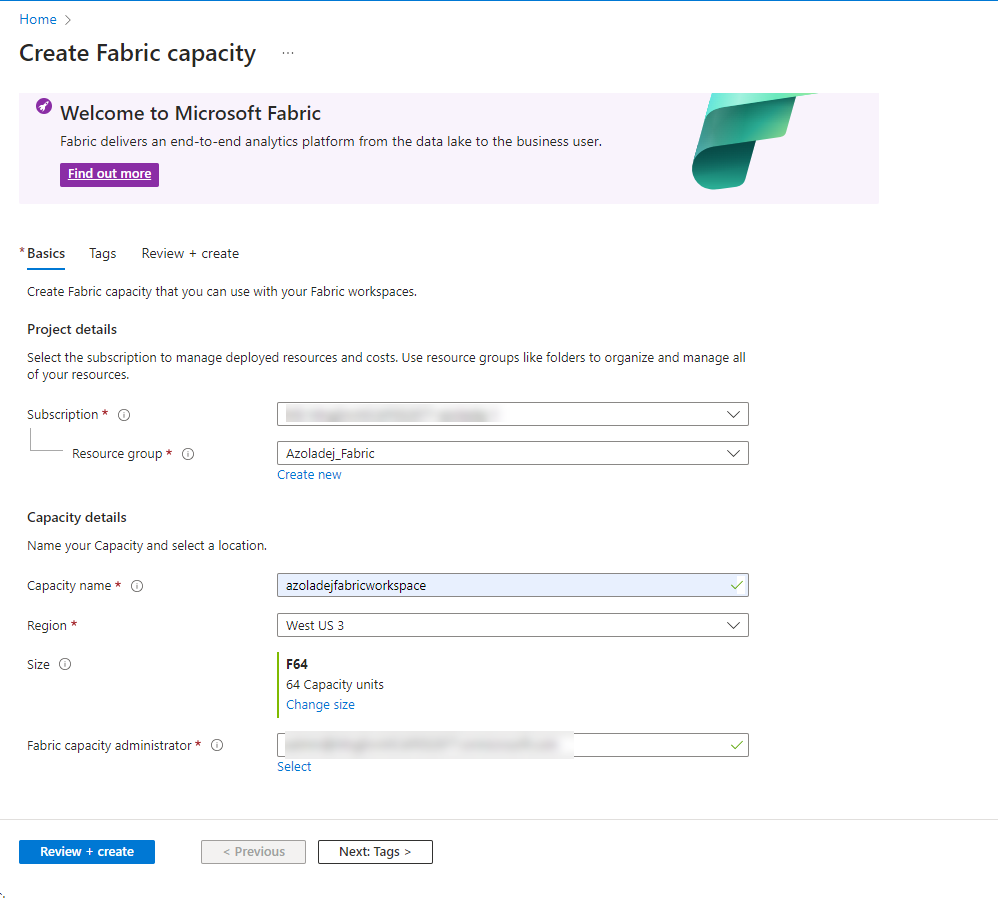 Home >
Create Fabric capacity ...
Welcome to Microsoft Fabric
Fabric delivers an end-to-end analytics platform from the data lake to the business user.
Find out more
* Basics Tags Review + create
Create Fabric capacity that you can use with your Fabric workspaces.
Project details
Select the subscription to manage deployed resources and costs. Use resource groups like folders to organize and manage all
of your resources.
Subscription *
Resource group * Azoladej_Fabric
Create new
Capacity details
Name your Capacity and select a location.
Capacity name * azoladejfabricworkspace
Region * West US 3
Size F64
64 Capacity units
Change size
Fabric capacity administrator *
Select
Review + create < Previous Next: Tags >